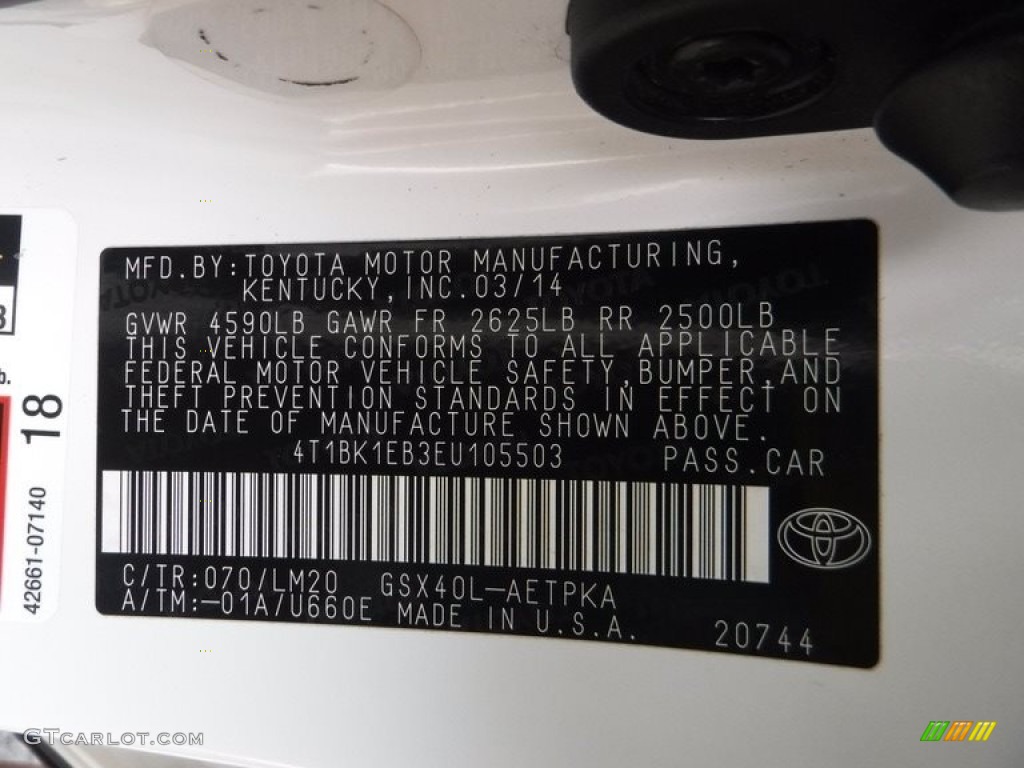 MFD.BY:TOYOTA MOTOR MANUFACTURING,
KENTUCKY,INC.03/14
GVWR 4590LB GAWR FR 2625LB RR 2500LB
THIS VEHICLE CONFORMS TO ALL APPLICABLE
FEDERAL MOTOR VEHICLE SAFETY,BUMPER,AND
THEFT PREVENTION STANDARDS IN EFFECT ON
THE DATE OF MANUFACTURE SHOWN ABOVE.
4T1BK1EB3EU105503 PASS.CAR
C/TR:070/LM20 GSX40L-AETPKA
A/TM:-01A/U660E MADE IN U.S.A.
20744
18
42661-07140
GTCARLOT.COM